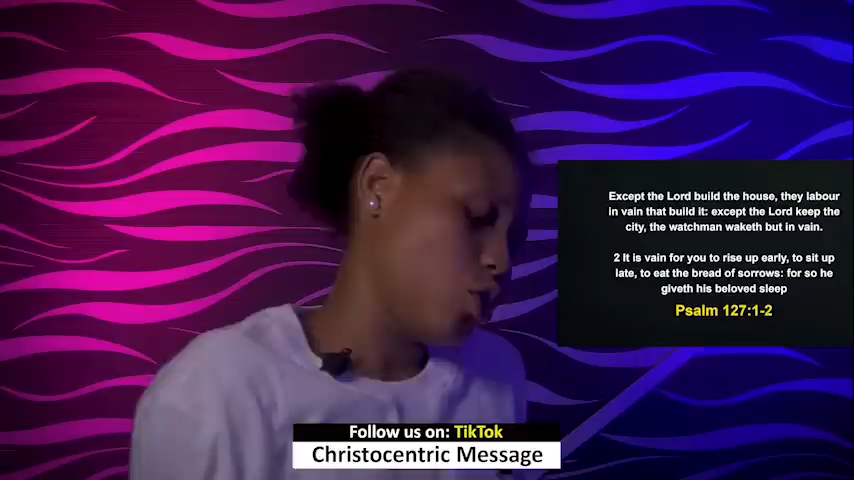 Except the Lord build the house, they labour
in vain that build it: except the Lord keep the
city, the watchman waketh but in vain.
2 It is vain for you to rise up early, to sit up
late, to eat the bread of sorrows: for so he
giveth his beloved sleep
Psalm 127:1-2
Follow us on: TikTok
Christocentric Message